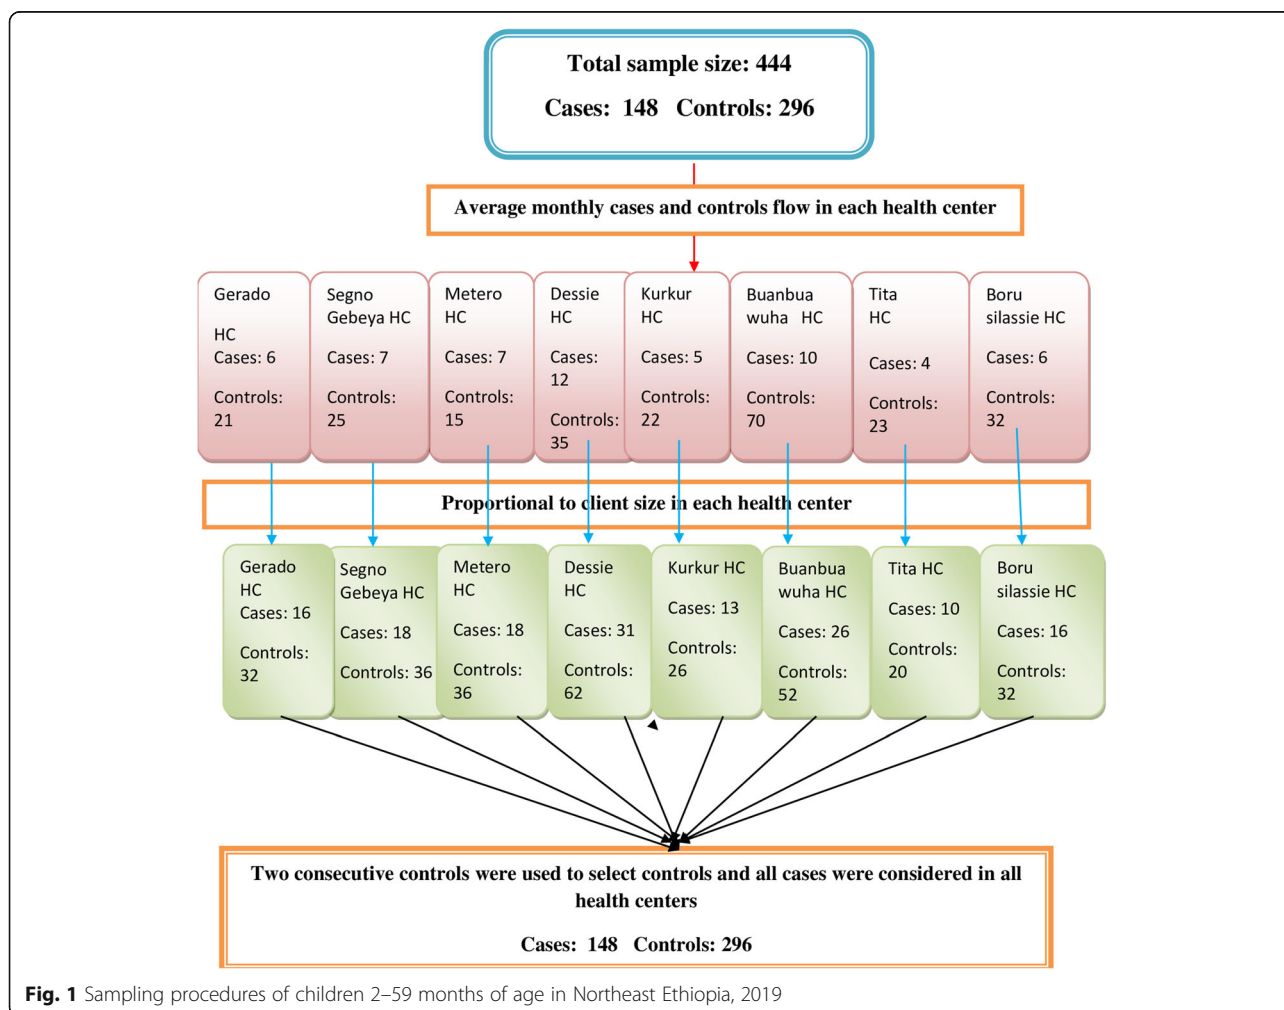 Total sample size: 444
Cases: 148 Controls: 296
Average monthly cases and controls flow in each health center
Gerado
HC
Cases: 6
Controls:
21
Segno
Gebeya HC
Cases: 7
Controls:
25
Metero
HC
Cases: 7
Controls:
15
Dessie
HC
Cases:
12
Controls:
35
Kurkur
HC
Cases: 5
Controls:
22
Buanbua
wuha HC
Cases: 10
Controls:
70
Tita
HC
Cases: 4
Controls:
23
Boru
silassie HC
Cases: 6
Controls:
32
Proportional to client size in each health center
Gerado
HC
Cases: 16
Controls:
32
Segno
Gebeya HC
Cases: 18
Controls: 36
Metero
HC
Cases: 18
Controls:
36
Dessie
HC
Cases: 31
Controls:
62
Kurkur HC
Cases: 13
Controls:
26
Buanbua
wuha HC
Cases: 26
Controls:
52
Tita HC
Cases: 10
Controls:
20
Boru
silassie HC
Cases: 16
Controls:
32
Two consecutive controls were used to select controls and all cases were considered in all
health centers
Cases: 148 Controls: 296
Fig. 1 Sampling procedures of children 2–59 months of age in Northeast Ethiopia, 2019